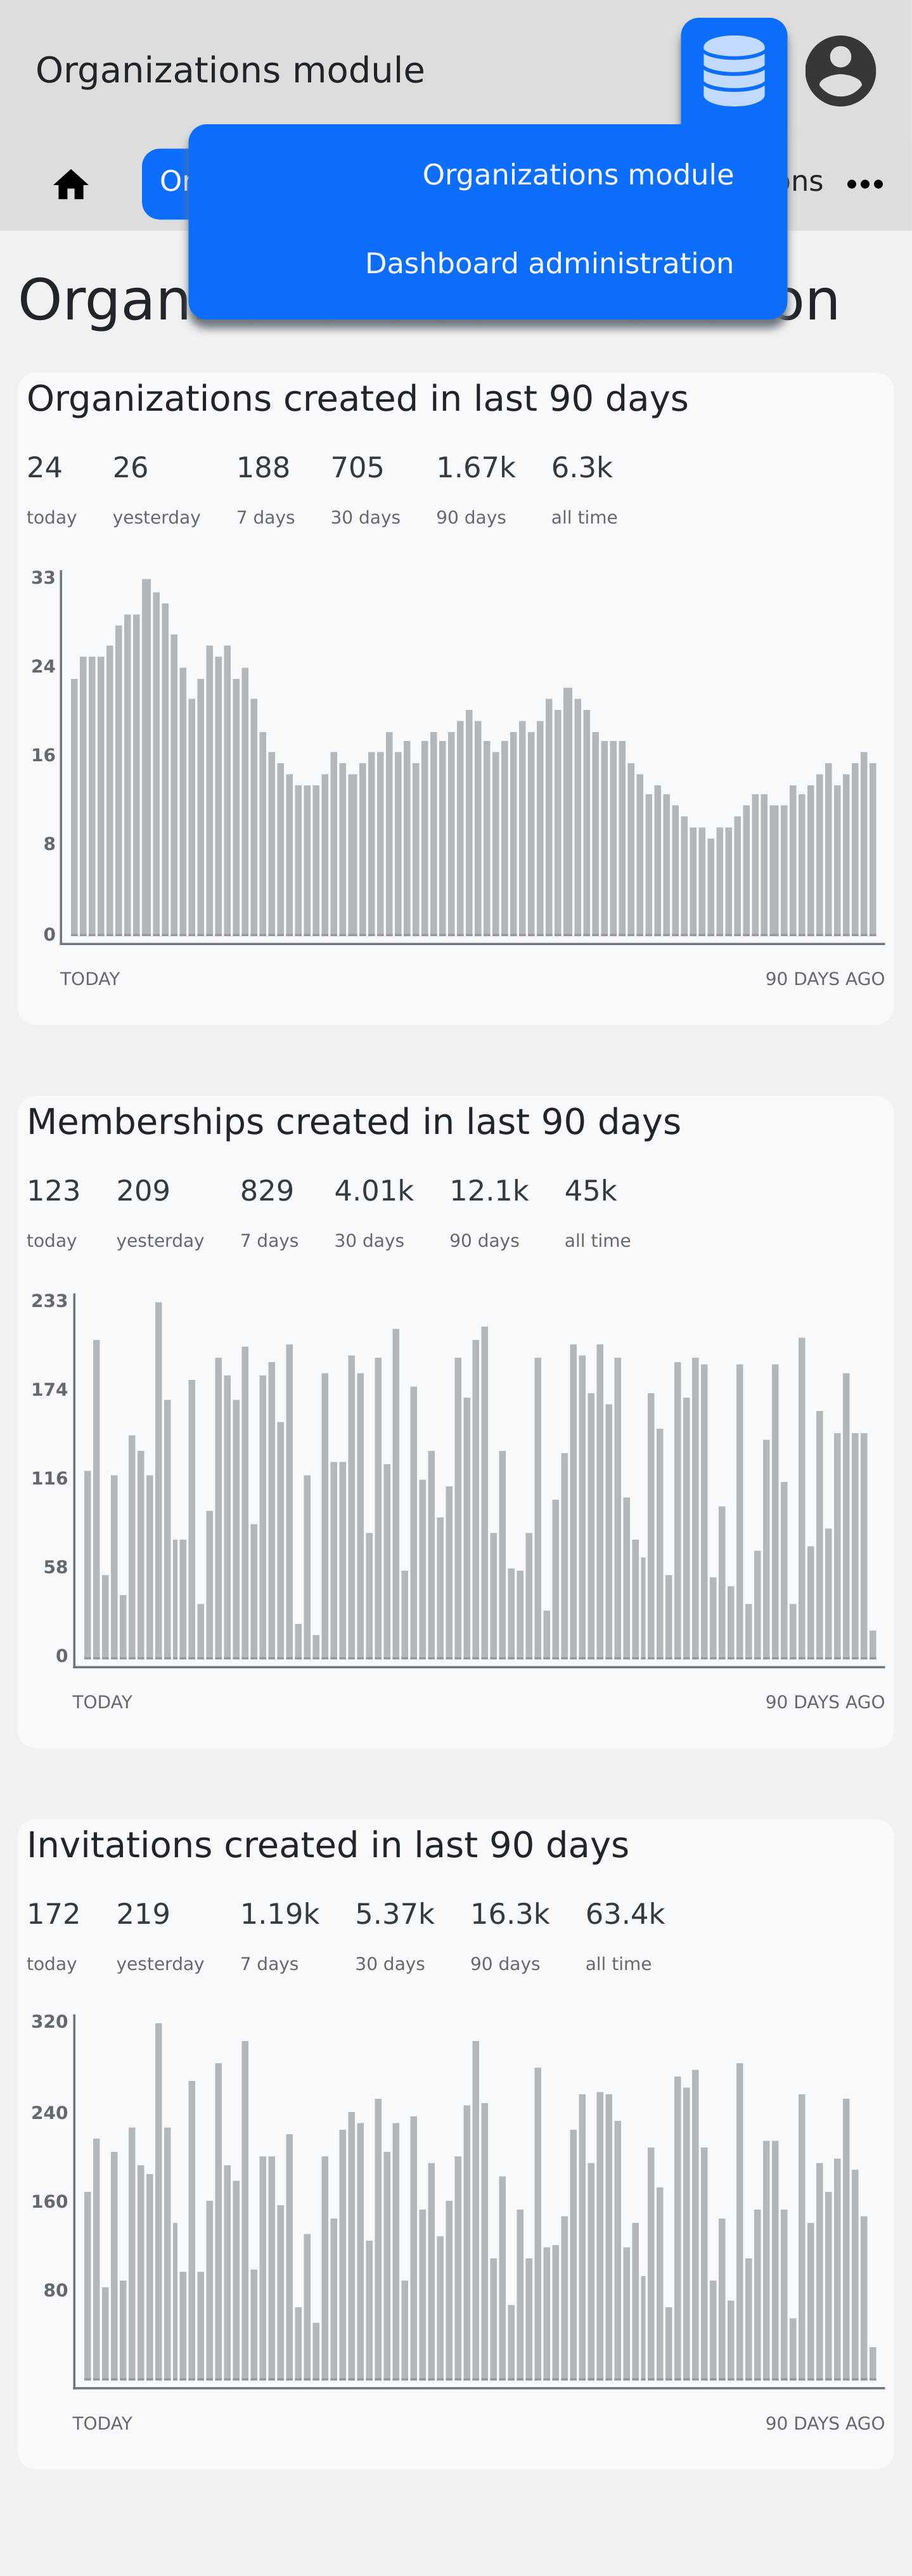 Organizations module
Organizations module
Dashboard administration
Organizations created in last 90 days
24 26 188 705 1.67k 6.3k
today yesterday 7 days 30 days 90 days all time
33
24
16
8
0
TODAY 90 DAYS AGO
Memberships created in last 90 days
123 209 829 4.01k 12.1k 45k
today yesterday 7 days 30 days 90 days all time
233
174
116
58
0
TODAY 90 DAYS AGO
Invitations created in last 90 days
172 219 1.19k 5.37k 16.3k 63.4k
today yesterday 7 days 30 days 90 days all time
320
240
160
80
TODAY 90 DAYS AGO